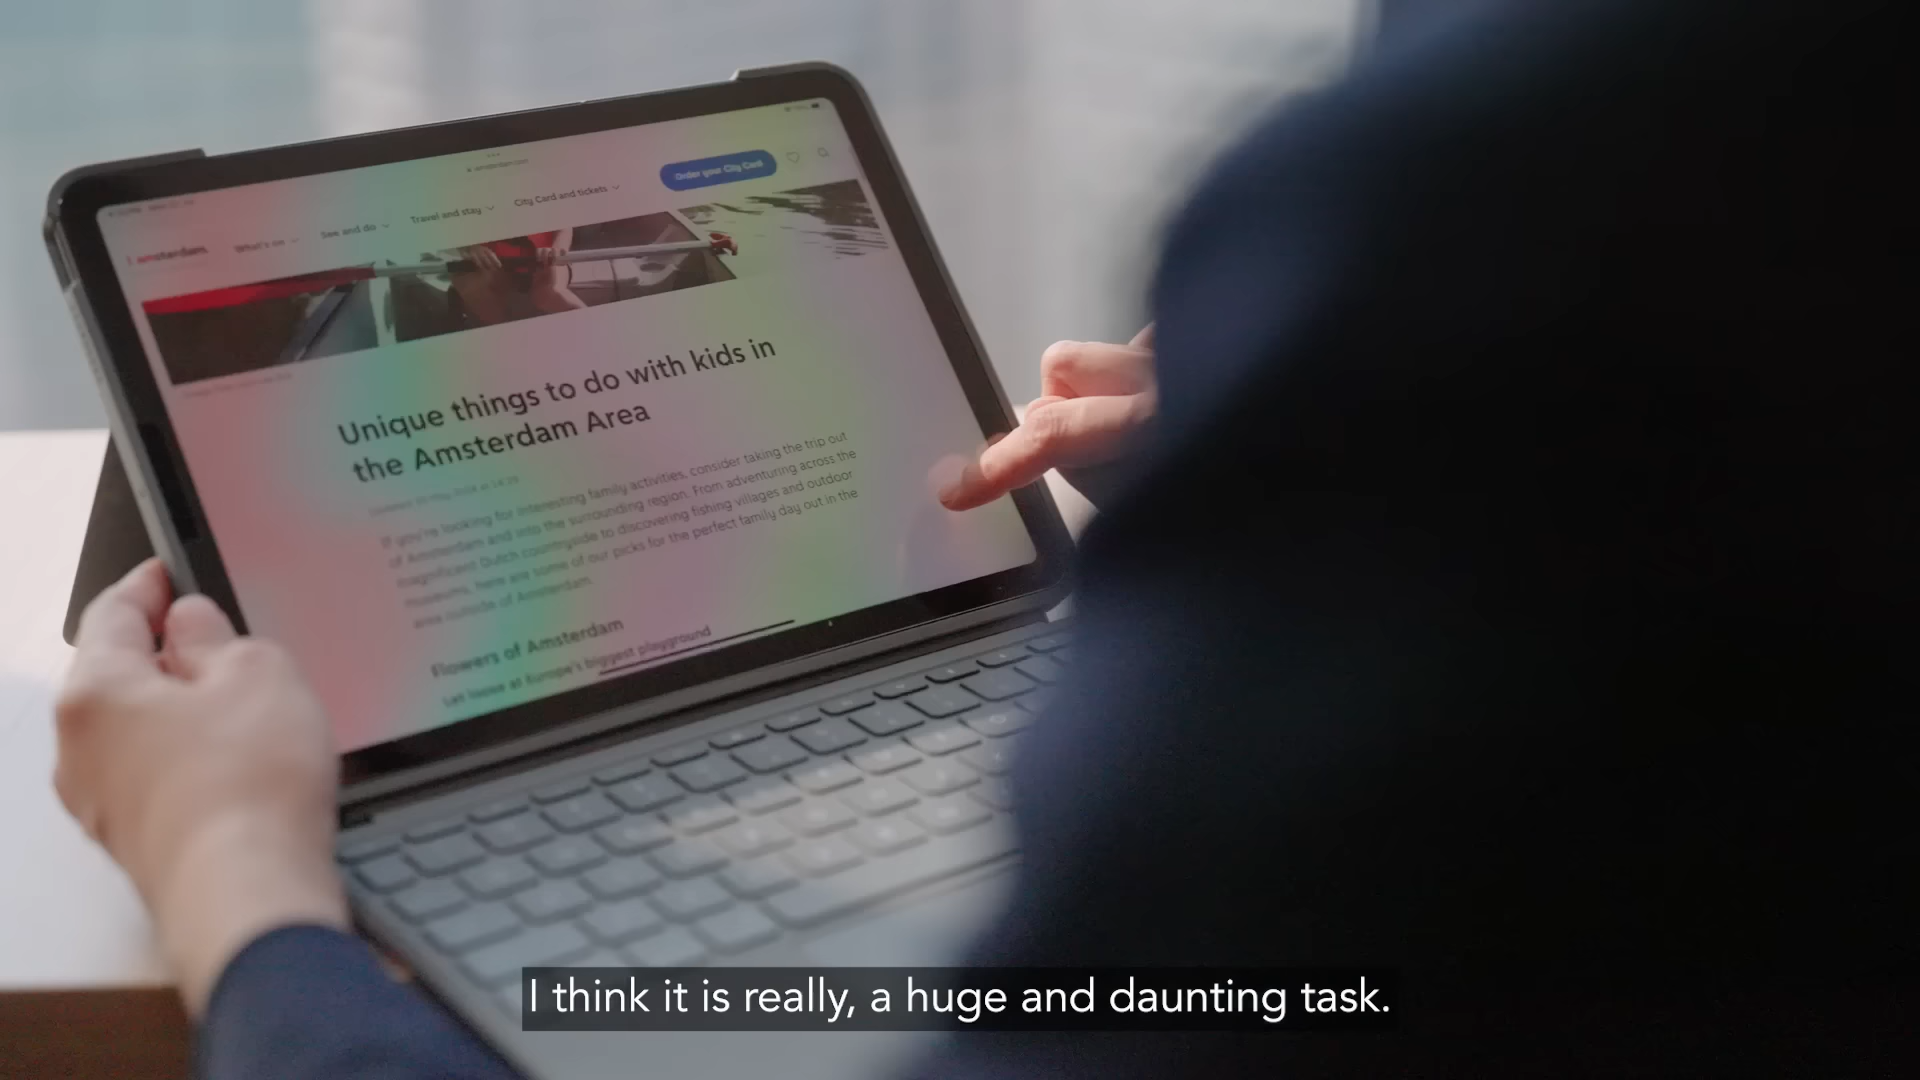 Order your City Card
I amsterdam
What's on
See and do
Travel and stay
City Card and tickets
Unique things to do with kids in
the Amsterdam Area
If you're looking for interesting family activities, consider taking the trip out
of Amsterdam and into the surrounding region. From adventuring across the
magnificent Dutch countryside to discovering fishing villages and outdoor
museums, here are some of our picks for the perfect family day out in the
area outside of Amsterdam.
Flowers of Amsterdam
Let loose at Europe's biggest playground
I think it is really, a huge and daunting task.